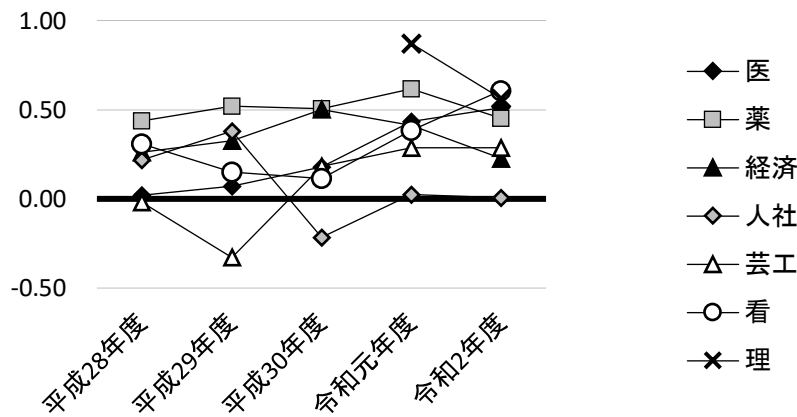 1.00
0.50
0.00
-0.50
平成28年度
平成29年度
平成30年度
令和元年度
令和2年度
医
薬
経済
人社
芸工
看
理